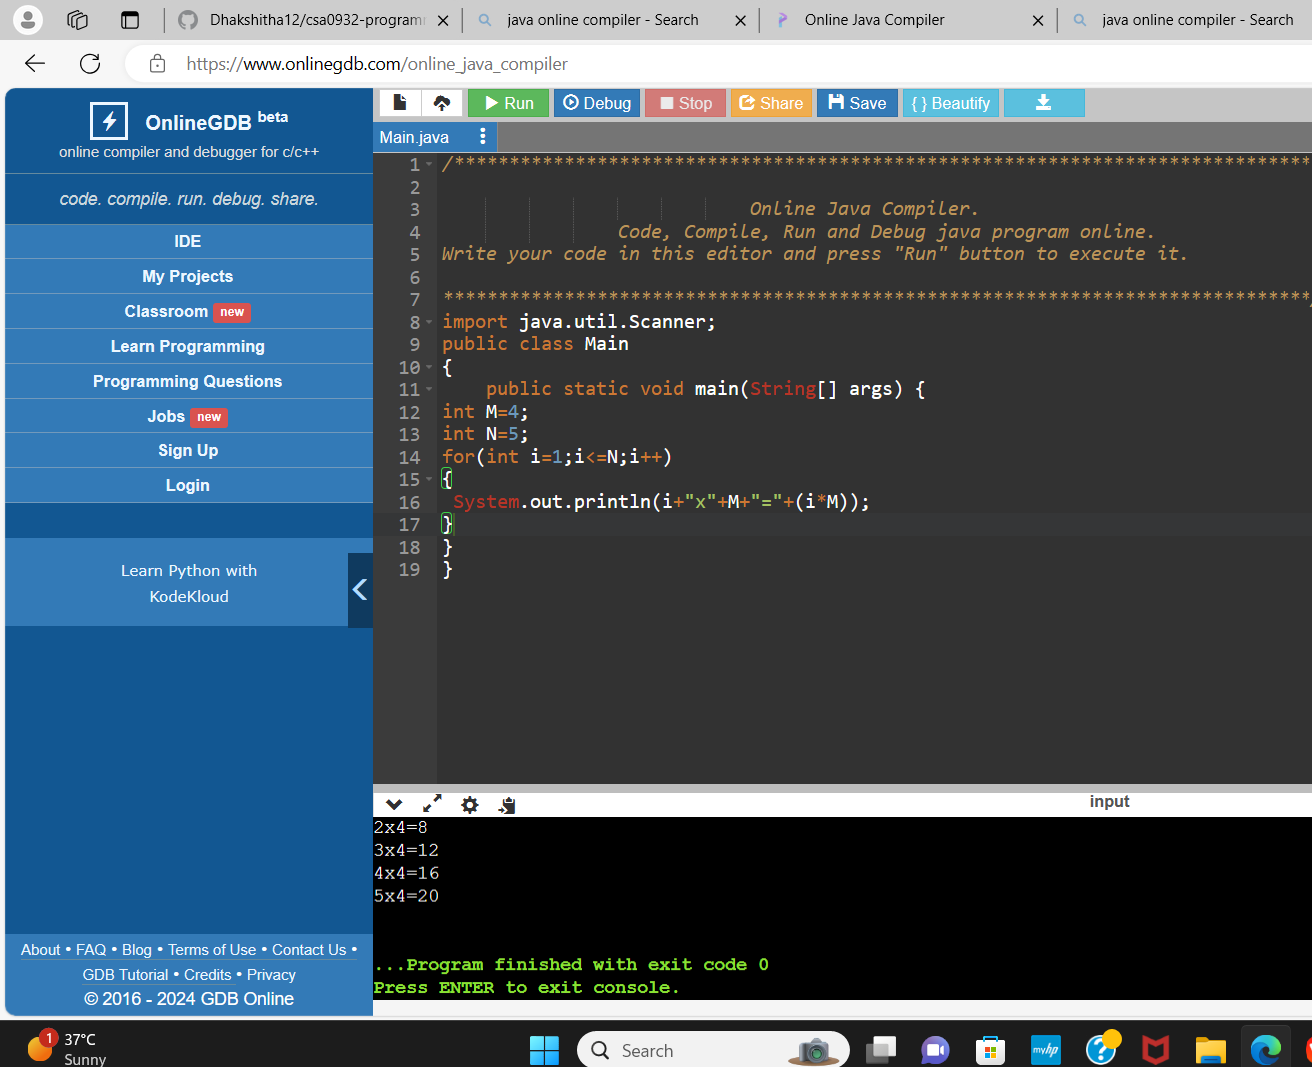 Dhakshitha12/csa0932-program
java online compiler - Search
Online Java Compiler
java online compiler - Search
https://www.onlinegdb.com/online_java_compiler
OnlineGDB beta
online compiler and debugger for c/c++
code. compile. run. debug. share.
IDE
My Projects
Classroom new
Learn Programming
Programming Questions
Jobs new
Sign Up
Login
Learn Python with
KodeKloud
About • FAQ • Blog • Terms of Use • Contact Us •
GDB Tutorial • Credits • Privacy
© 2016 - 2024 GDB Online
Run Debug Stop Share Save { } Beautify
Main.java
1 /******************************************************************************
2
3 Online Java Compiler.
4 Code, Compile, Run and Debug java program online.
5 Write your code in this editor and press "Run" button to execute it.
6
7 *******************************************************************************
8 import java.util.Scanner;
9 public class Main
10 {
11 public static void main(String[] args) {
12 int M=4;
13 int N=5;
14 for(int i=1;i<=N;i++)
15 {
16 System.out.println(i+"x"+M+"="+(i*M));
17 }
18 }
19 }
input
2x4=8
3x4=12
4x4=16
5x4=20
...Program finished with exit code 0
Press ENTER to exit console.
1
37°C
Sunny
Search
myhp